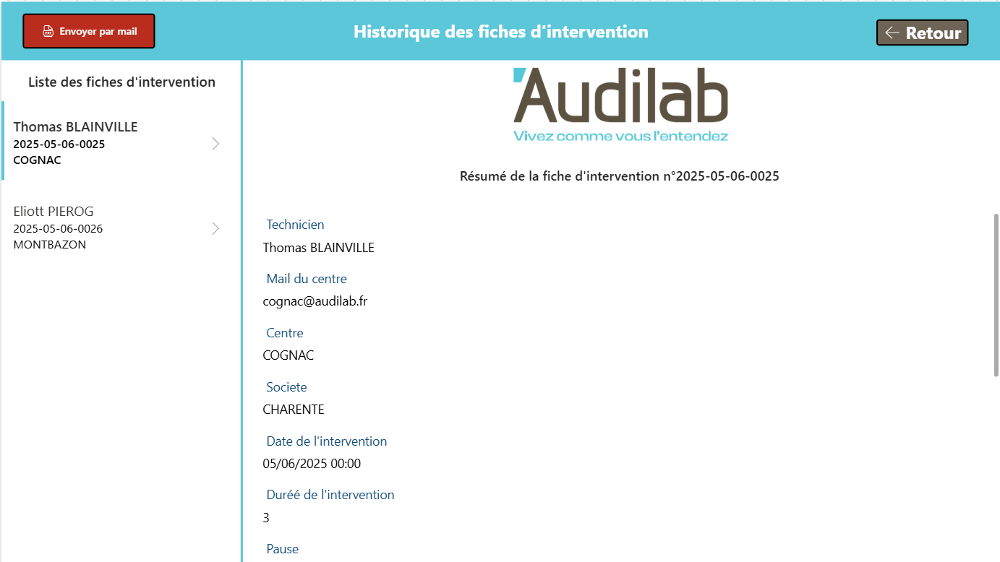 Envoyer par mail
Historique des fiches d'intervention
Retour
Liste des fiches d'intervention
Thomas BLAINVILLE
2025-05-06-0025
COGNAC
Eliott PIEROG
2025-05-06-0026
MONTBAZON
Audilab
Vivez comme vous l'entendez
Résumé de la fiche d'intervention n°2025-05-06-0025
Technicien
Thomas BLAINVILLE
Mail du centre
cognac@audilab.fr
Centre
COGNAC
Societe
CHARENTE
Date de l'intervention
05/06/2025 00:00
Duréé de l'intervention
3
Pause